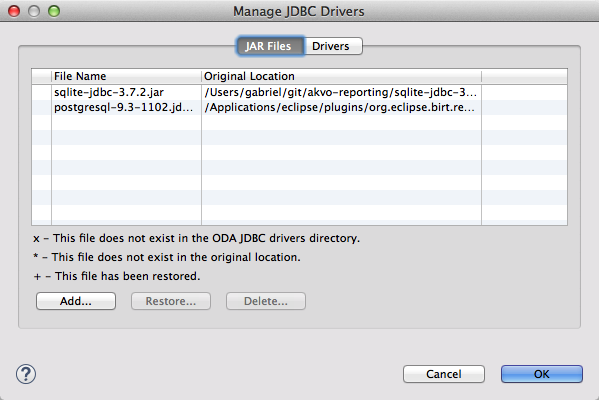 Manage JDBC Drivers
JAR Files Drivers
File Name Original Location
sqlite-jdbc-3.7.2.jar /Users/gabriel/git/akvo-reporting/sqlite-jdbc-3...
postgresql-9.3-1102.jd... /Applications/eclipse/plugins/org.eclipse.birt.re...
x - This file does not exist in the ODA JDBC drivers directory.
* - This file does not exist in the original location.
+ - This file has been restored.
Add... Restore... Delete...
? Cancel OK